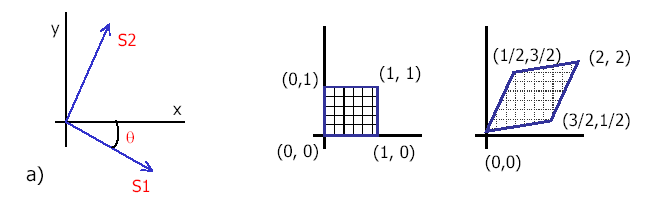 y
S2
x
θ
S1
a)
(0,1)
(1, 1)
(0, 0)
(1, 0)
(1/2,3/2)
(2, 2)
(3/2,1/2)
(0,0)